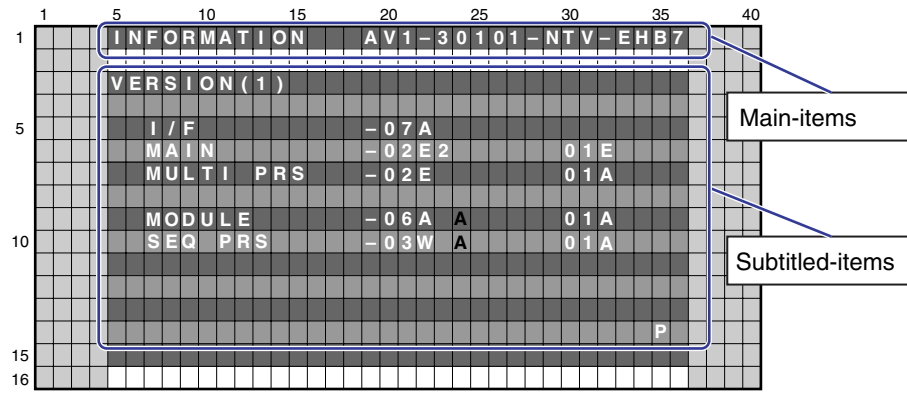 1 5 10 15 20 25 30 35 40
1 INFORMATION AV1–30101–NTV–EHB7
VERSION(1)
Main-items
5 I/F –07A
MAIN –02E2 01E
MULTI PRS –02E 01A
MODULE –06A A 01A
10 SEQ PRS –03W A 01A
Subtitled-items
P
15
16